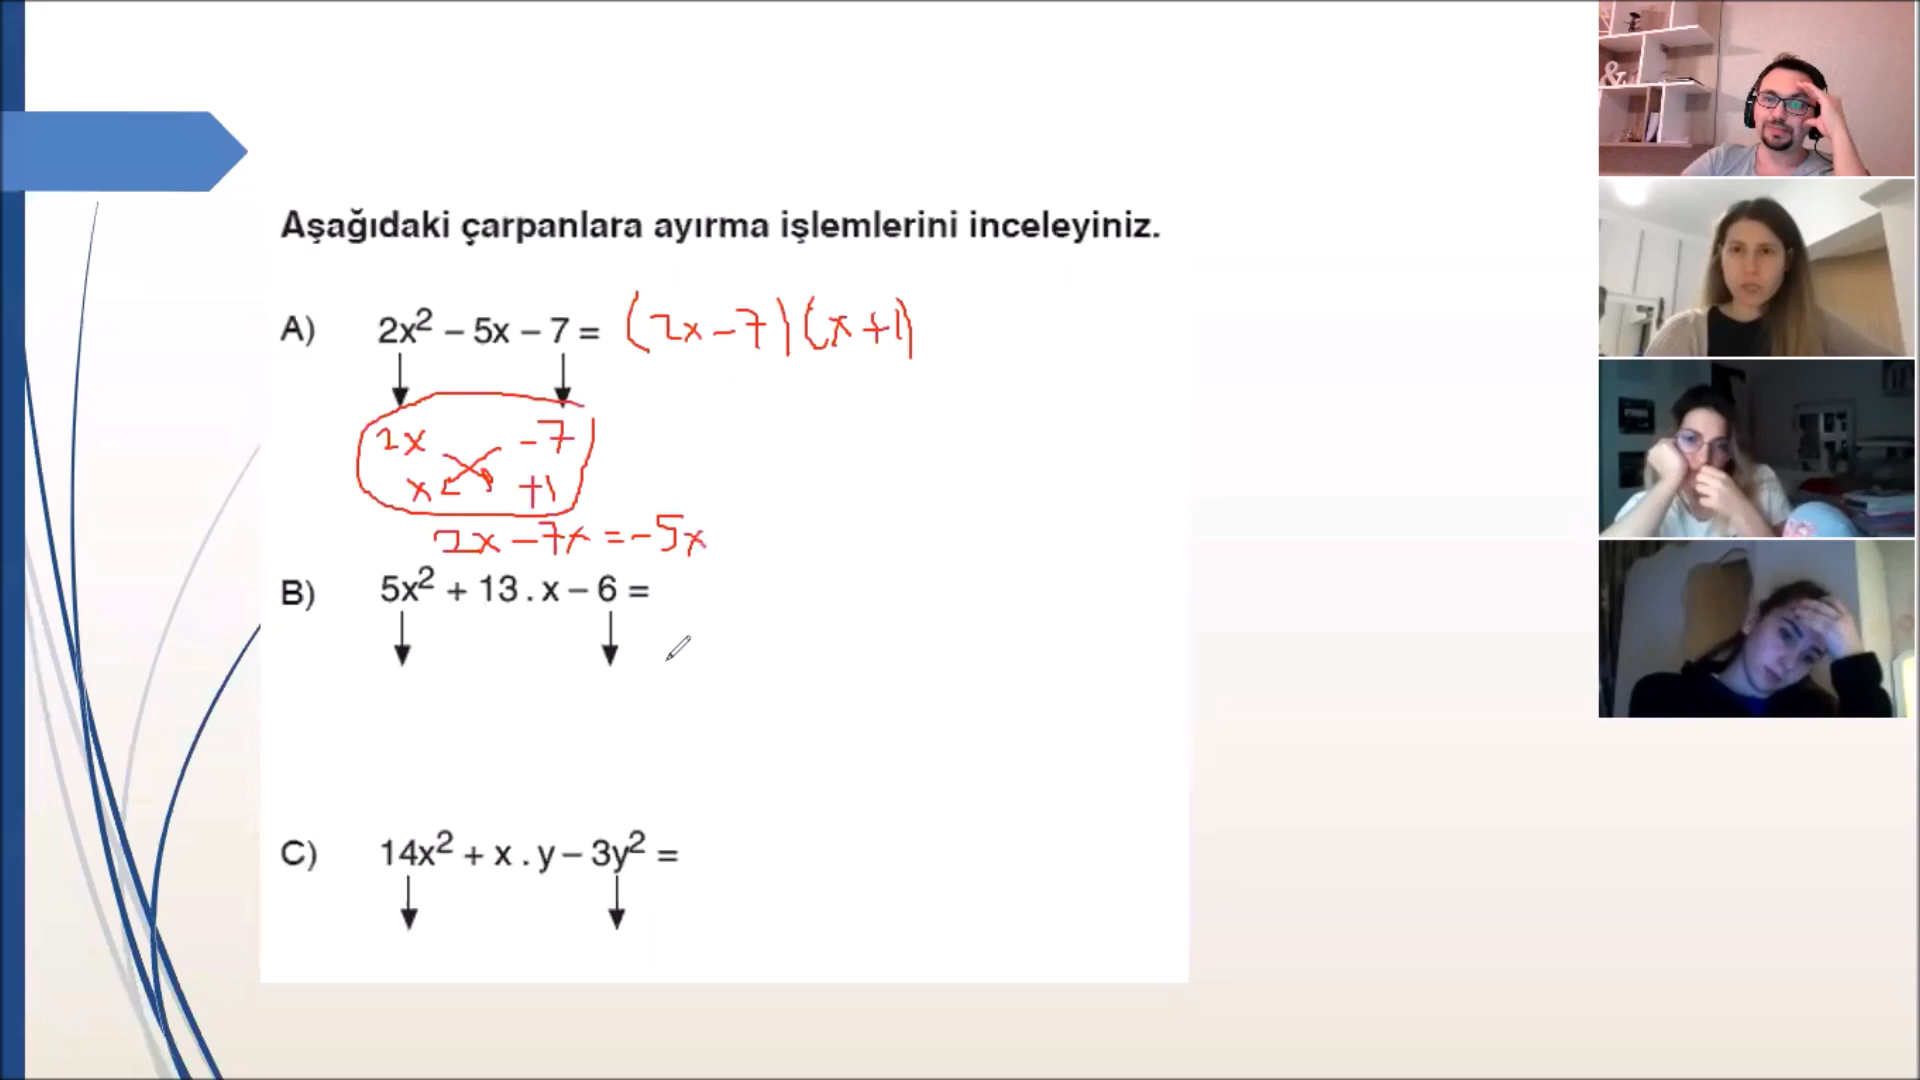 Aşağıdaki çarpanlara ayırma işlemlerini inceleyiniz.
A) 2x² – 5x – 7 = (2x-7)(x+1)
2x -7
x +1
2x-7x=-5x
B) 5x² + 13 . x – 6 =
C) 14x² + x . y – 3y² =